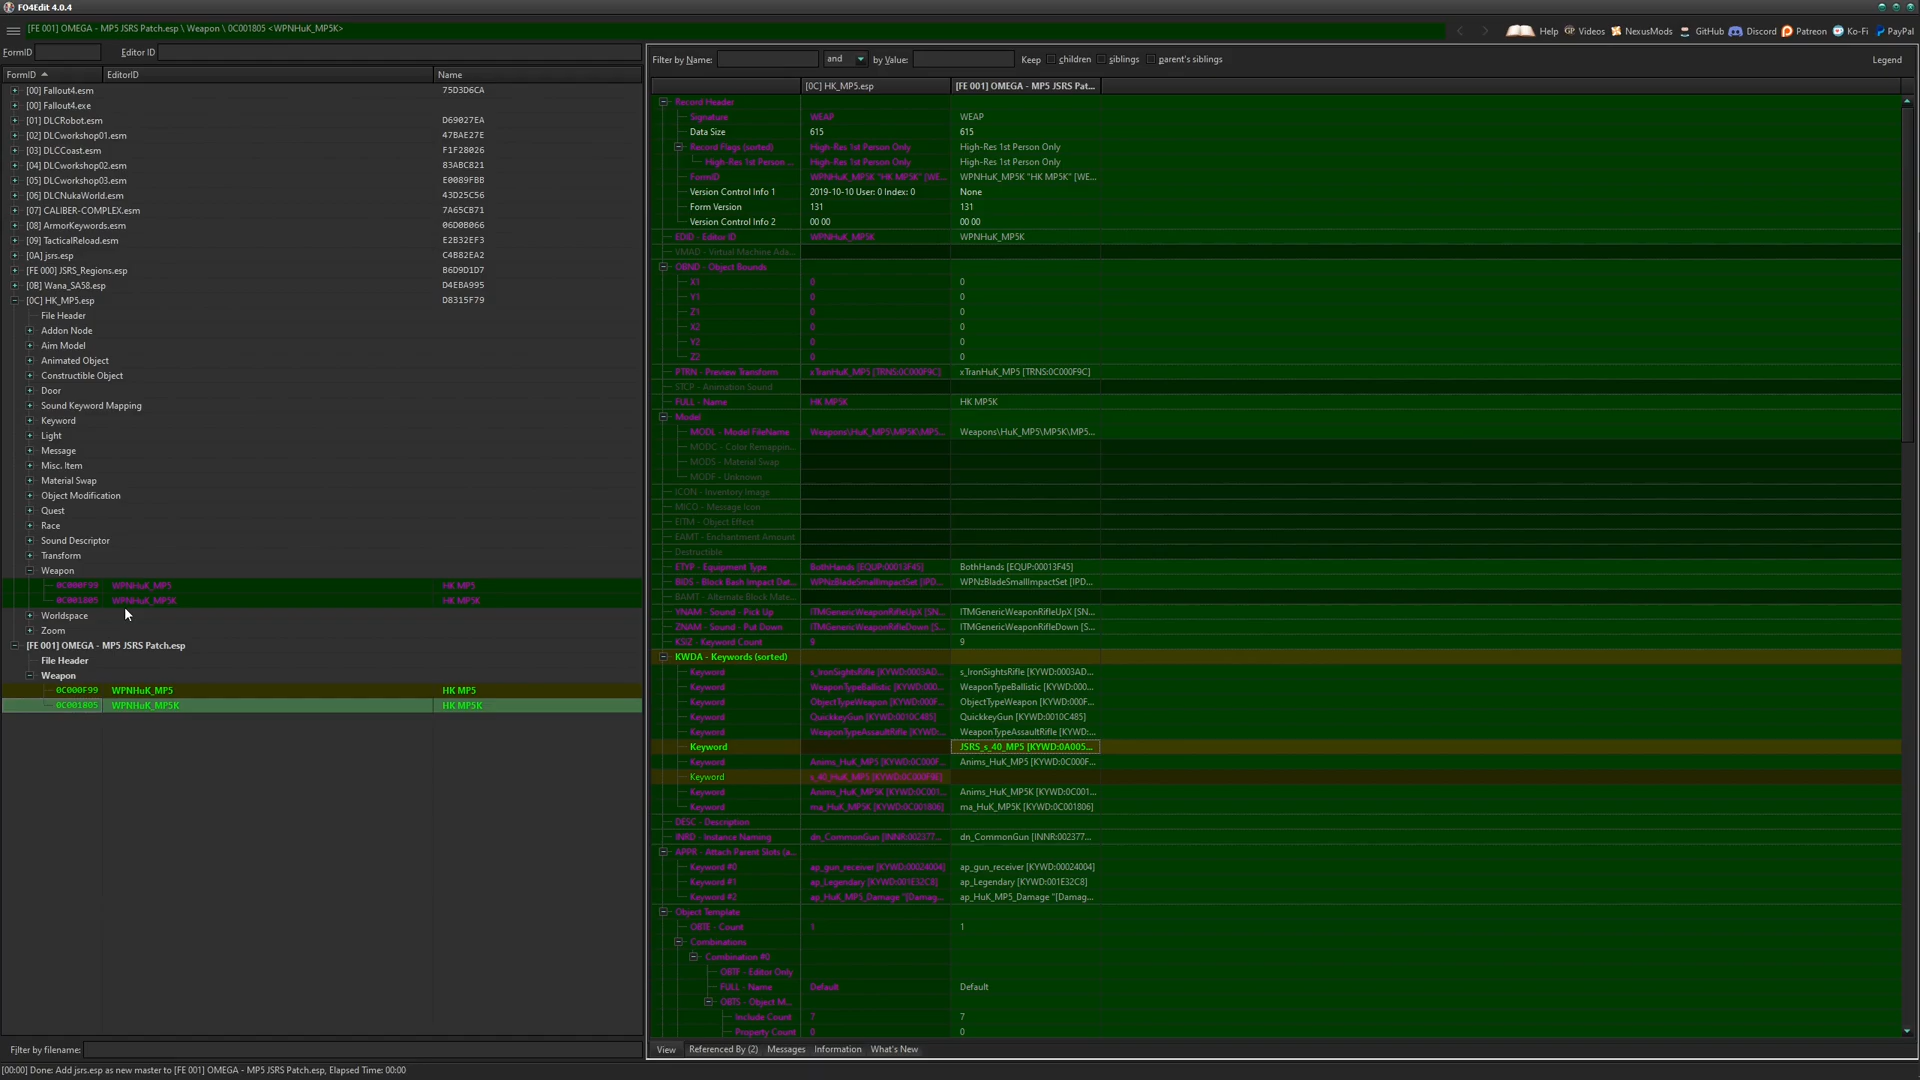 FO4Edit 4.0.4
[FE 001] OMEGA - MP5 JSRS Patch.esp \ Weapon \ 0C001805 <WPNHuK_MP5K>
Help Videos NexusMods GitHub Discord Patreon Ko-Fi PayPal
FormID Editor ID
FormID EditorID Name
[00] Fallout4.esm 75D3D6CA
[00] Fallout4.exe
[01] DLCRobot.esm D69027EA
[02] DLCworkshop01.esm 47BAE27E
[03] DLCCoast.esm F1F28026
[04] DLCworkshop02.esm 83ABC821
[05] DLCworkshop03.esm E0089FBB
[06] DLCNukaWorld.esm 43D25C56
[07] CALIBER-COMPLEX.esm 7A65CB71
[08] ArmorKeywords.esm 06D0B066
[09] TacticalReload.esm E2B32EF3
[0A] jsrs.esp C4B82EA2
[FE 000] JSRS_Regions.esp B6D9D1D7
[0B] Wana_SA58.esp D4EBA995
[0C] HK_MP5.esp D8315F79
File Header
Addon Node
Aim Model
Animated Object
Constructible Object
Door
Sound Keyword Mapping
Keyword
Light
Message
Misc. Item
Material Swap
Object Modification
Quest
Race
Sound Descriptor
Transform
Weapon
0C000F99 WPNHuK_MP5 HK MP5
0C001805 WPNHuK_MP5K HK MP5K
Worldspace
Zoom
[FE 001] OMEGA - MP5 JSRS Patch.esp
File Header
Weapon
0C000F99 WPNHuK_MP5 HK MP5
0C001805 WPNHuK_MP5K HK MP5K
Filter by filename:
[00:00] Done: Add jsrs.esp as new master to [FE 001] OMEGA - MP5 JSRS Patch.esp, Elapsed Time: 00:00
Filter by Name: and by Value: Keep children siblings parent's siblings Legend
[0C] HK_MP5.esp [FE 001] OMEGA - MP5 JSRS Pat...
Record Header
Signature WEAP WEAP
Data Size 615 615
Record Flags (sorted) High-Res 1st Person Only High-Res 1st Person Only
High-Res 1st Person ... High-Res 1st Person Only High-Res 1st Person Only
FormID WPNHuK_MP5K "HK MP5K" [WE... WPNHuK_MP5K "HK MP5K" [WE...
Version Control Info 1 2019-10-10 User: 0 Index: 0 None
Form Version 131 131
Version Control Info 2 00 00 00 00
EDID - Editor ID WPNHuK_MP5K WPNHuK_MP5K
VMAD - Virtual Machine Ada...
OBND - Object Bounds
X1 0 0
Y1 0 0
Z1 0 0
X2 0 0
Y2 0 0
Z2 0 0
PTRN - Preview Transform xTranHuK_MP5 [TRNS:0C000F9C] xTranHuK_MP5 [TRNS:0C000F9C]
STCP - Animation Sound
FULL - Name HK MP5K HK MP5K
Model
MODL - Model FileName Weapons\HuK_MP5\MP5K\MP5... Weapons\HuK_MP5\MP5K\MP5...
MODC - Color Remappin...
MODS - Material Swap
MODF - Unknown
ICON - Inventory Image
MICO - Message Icon
EITM - Object Effect
EAMT - Enchantment Amount
Destructible
ETYP - Equipment Type BothHands [EQUP:00013F45] BothHands [EQUP:00013F45]
BIDS - Block Bash Impact Dat... WPNzBladeSmallImpactSet [IPD... WPNzBladeSmallImpactSet [IPD...
BAMT - Alternate Block Mate...
YNAM - Sound - Pick Up ITMGenericWeaponRifleUpX [SN... ITMGenericWeaponRifleUpX [SN...
ZNAM - Sound - Put Down ITMGenericWeaponRifleDown [S... ITMGenericWeaponRifleDown [S...
KSIZ - Keyword Count 9 9
KWDA - Keywords (sorted)
Keyword s_IronSightsRifle [KYWD:0003AD... s_IronSightsRifle [KYWD:0003AD...
Keyword WeaponTypeBallistic [KYWD:000... WeaponTypeBallistic [KYWD:000...
Keyword ObjectTypeWeapon [KYWD:000F... ObjectTypeWeapon [KYWD:000F...
Keyword QuickkeyGun [KYWD:0010C485] QuickkeyGun [KYWD:0010C485]
Keyword WeaponTypeAssaultRifle [KYWD:... WeaponTypeAssaultRifle [KYWD:...
Keyword JSRS_s_40_MP5 [KYWD:0A005...
Keyword Anims_HuK_MP5 [KYWD:0C000F... Anims_HuK_MP5 [KYWD:0C000F...
Keyword s_40_HuK_MP5 [KYWD:0C000FBE]
Keyword Anims_HuK_MP5K [KYWD:0C001... Anims_HuK_MP5K [KYWD:0C001...
Keyword ma_HuK_MP5K [KYWD:0C001806] ma_HuK_MP5K [KYWD:0C001806]
DESC - Description
INRD - Instance Naming dn_CommonGun [INNR:002377... dn_CommonGun [INNR:002377...
APPR - Attach Parent Slots (a...
Keyword #0 ap_gun_receiver [KYWD:00024004] ap_gun_receiver [KYWD:00024004]
Keyword #1 ap_Legendary [KYWD:001E32C8] ap_Legendary [KYWD:001E32C8]
Keyword #2 ap_HuK_MP5_Damage "[Damag... ap_HuK_MP5_Damage "[Damag...
Object Template
OBTE - Count 1 1
Combinations
Combination #0
OBTF - Editor Only
FULL - Name Default Default
OBTS - Object M...
Include Count 7 7
Property Count 0 0
View Referenced By (2) Messages Information What's New